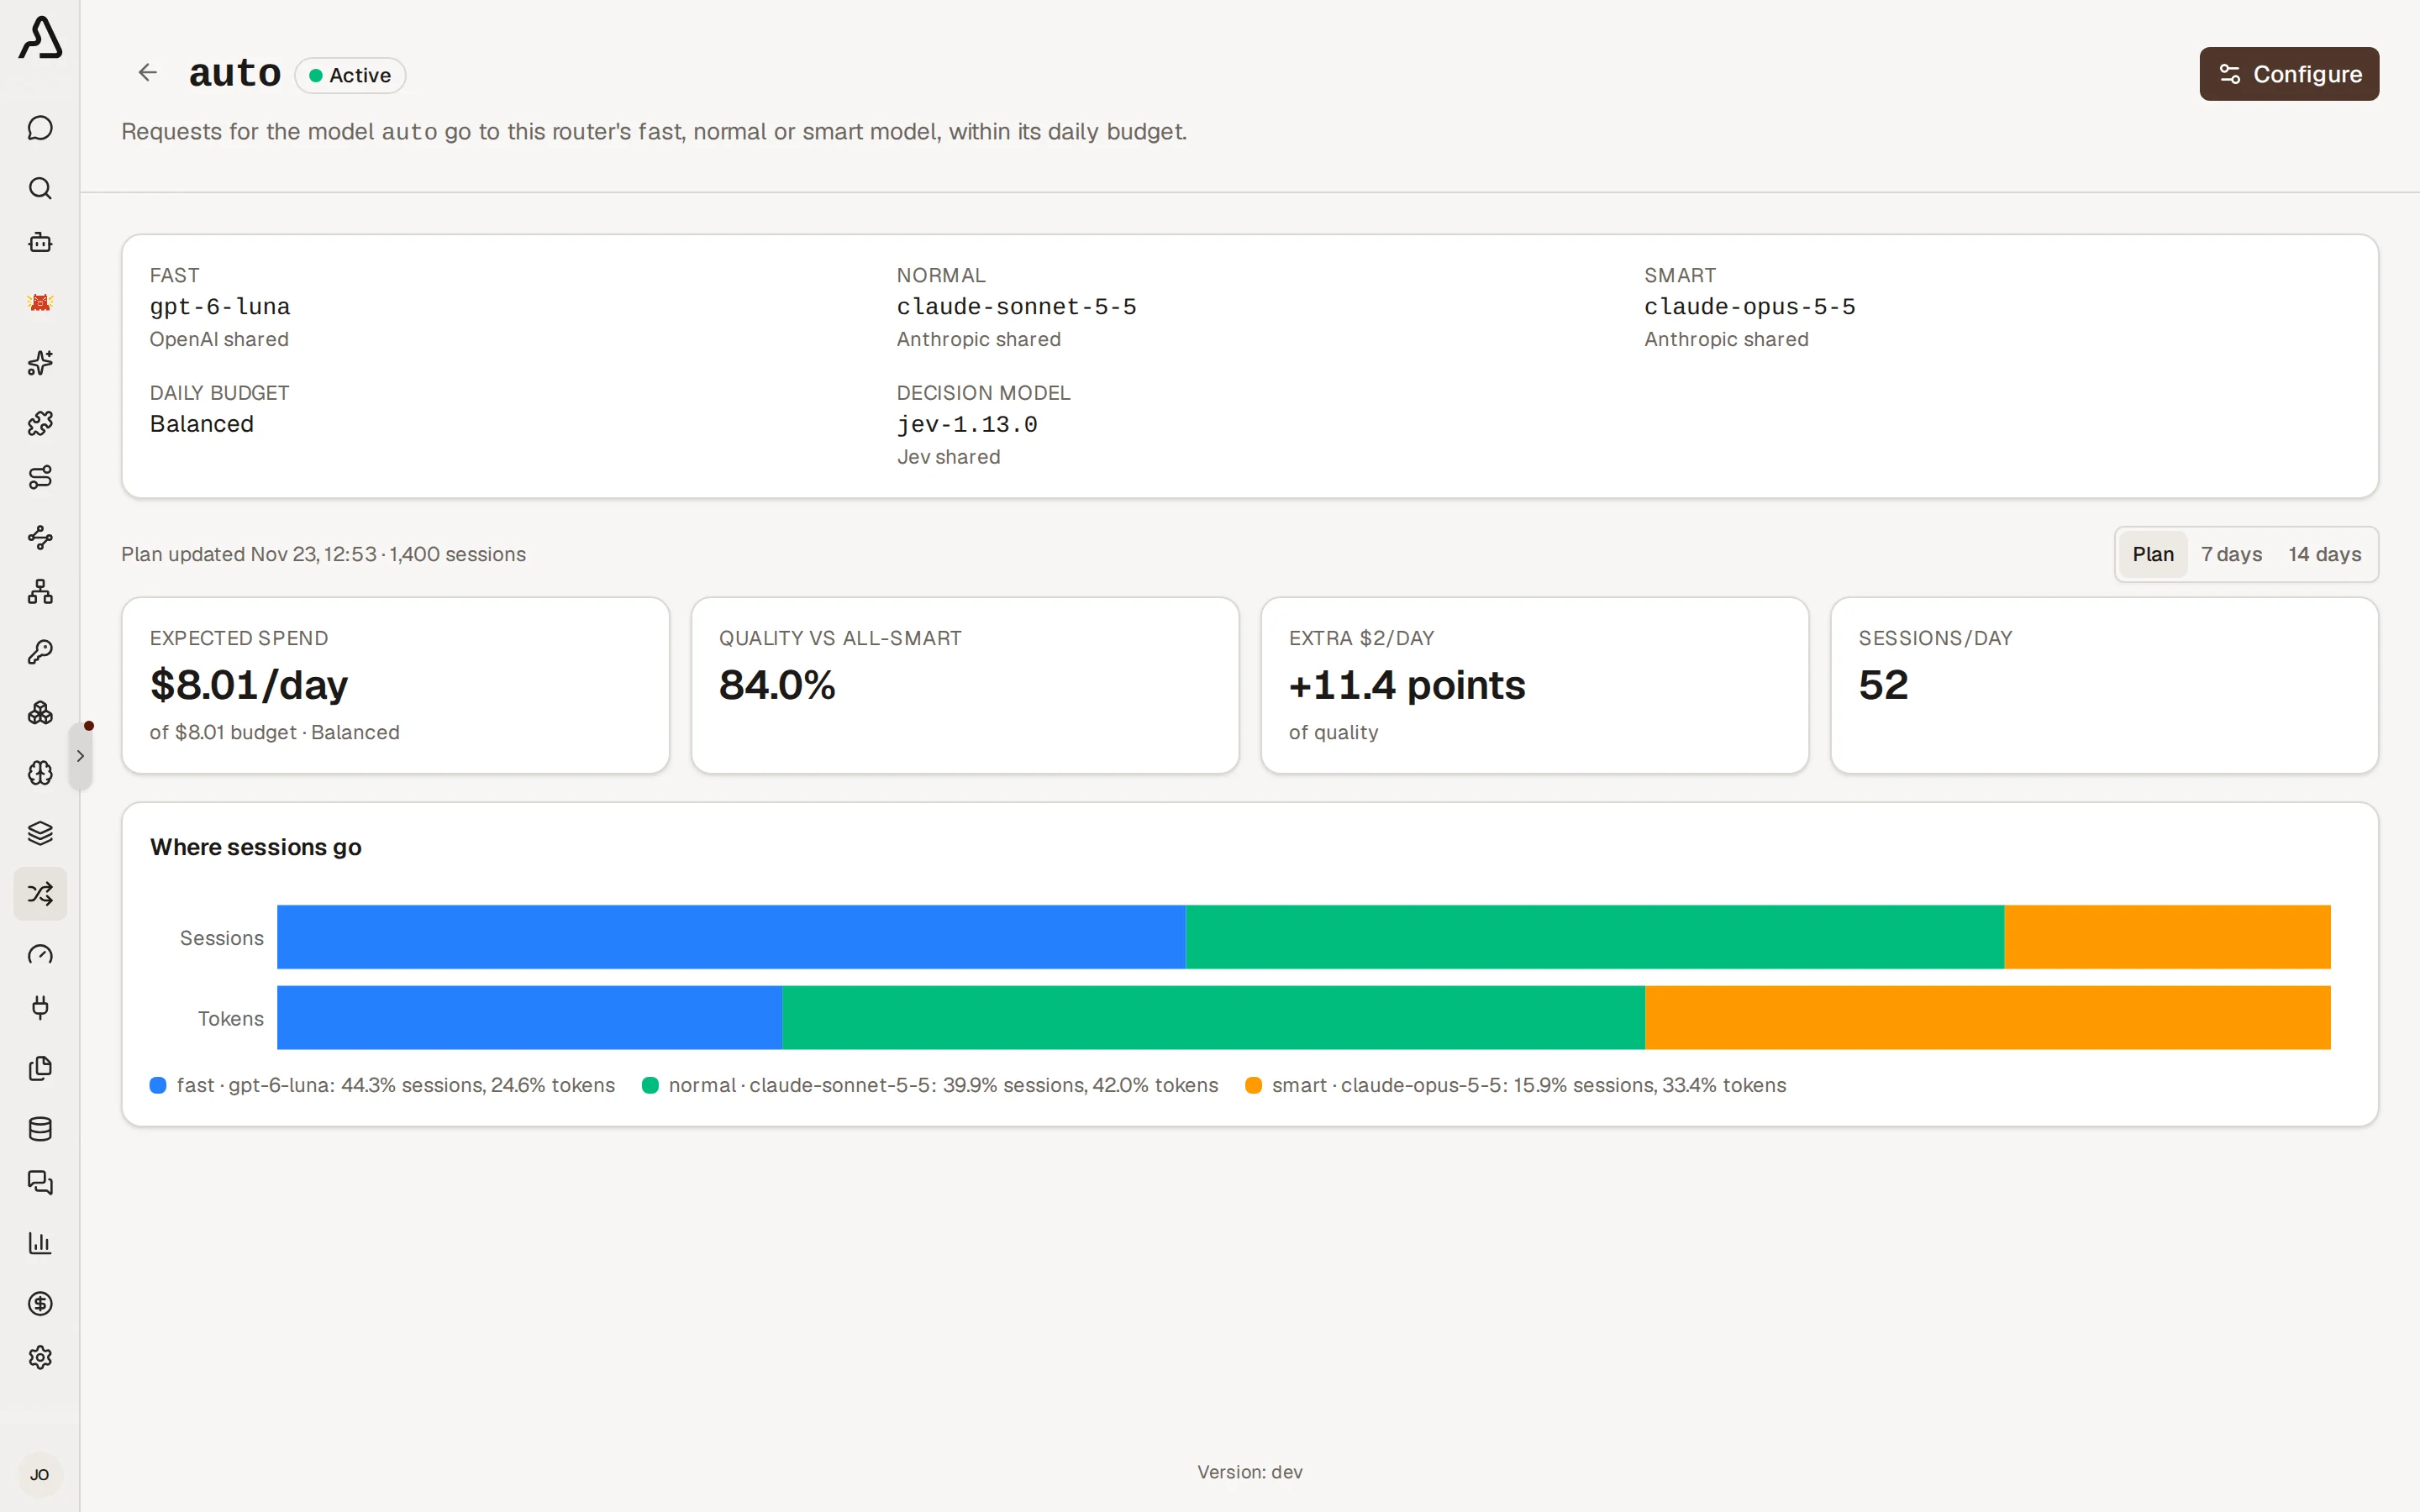 auto
Active
Configure
Requests for the model auto go to this router's fast, normal or smart model, within its daily budget.
FAST
gpt-6-luna
OpenAI shared
NORMAL
claude-sonnet-5-5
Anthropic shared
SMART
claude-opus-5-5
Anthropic shared
DAILY BUDGET
Balanced
DECISION MODEL
jev-1.13.0
Jev shared
Plan updated Nov 23, 12:53 · 1,400 sessions
Plan
7 days
14 days
EXPECTED SPEND
$8.01/day
of $8.01 budget · Balanced
QUALITY VS ALL-SMART
84.0%
EXTRA $2/DAY
+11.4 points
of quality
SESSIONS/DAY
52
Where sessions go
Sessions
Tokens
fast · gpt-6-luna: 44.3% sessions, 24.6% tokens
normal · claude-sonnet-5-5: 39.9% sessions, 42.0% tokens
smart · claude-opus-5-5: 15.9% sessions, 33.4% tokens
JO
Version: dev